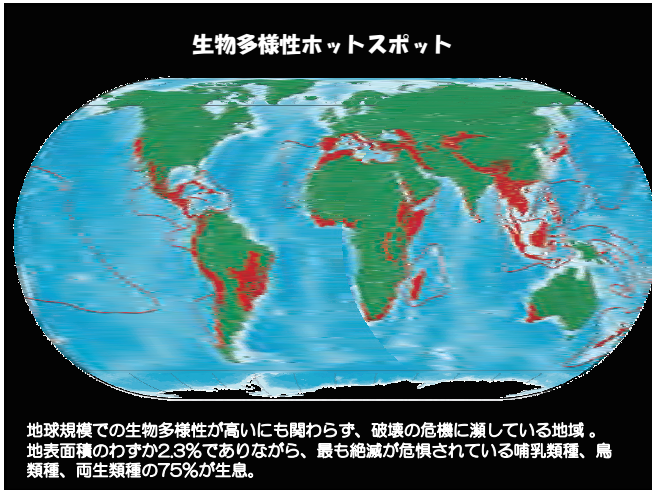 生物多様性ホットスポット
地球規模での生物多様性が高いにも関わらず、破壊の危機に瀕している地域 。
地表面積のわずか2.3%でありながら、最も絶滅が危惧されている哺乳類種、鳥
類種、両生類種の75%が生息。